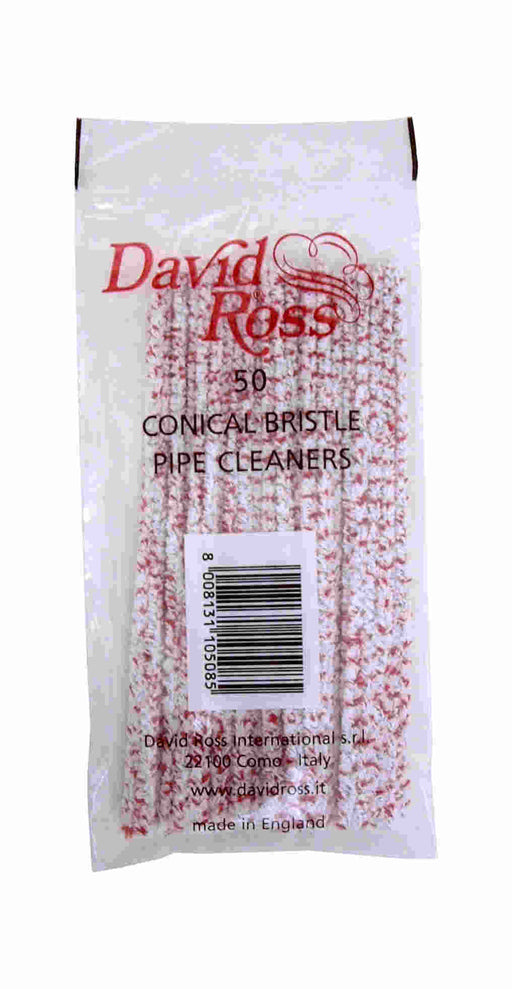 David
Ross
50
CONICAL BRISTLE
PIPE CLEANERS
8 008131 105085
David Ross International s.r.l.
22100 Como - Italy
www.davidross.it
made in England